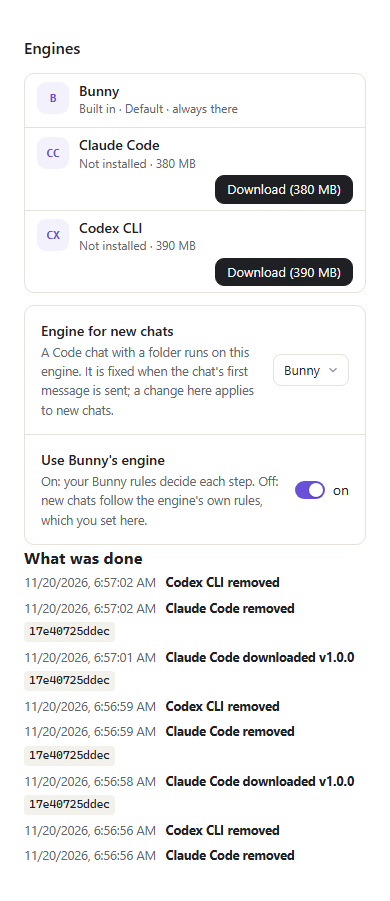 Engines
B
Bunny
Built in · Default · always there
CC
Claude Code
Not installed · 380 MB
Download (380 MB)
CX
Codex CLI
Not installed · 390 MB
Download (390 MB)
Engine for new chats
A Code chat with a folder runs on this
engine. It is fixed when the chat's first
message is sent; a change here applies
to new chats.
Bunny
Use Bunny's engine
On: your Bunny rules decide each step. Off:
new chats follow the engine's own rules,
which you set here.
on
What was done
11/20/2026, 6:57:02 AM Codex CLI removed
11/20/2026, 6:57:02 AM Claude Code removed
17e40725ddec
11/20/2026, 6:57:01 AM Claude Code downloaded v1.0.0
17e40725ddec
11/20/2026, 6:56:59 AM Codex CLI removed
11/20/2026, 6:56:59 AM Claude Code removed
17e40725ddec
11/20/2026, 6:56:58 AM Claude Code downloaded v1.0.0
17e40725ddec
11/20/2026, 6:56:56 AM Codex CLI removed
11/20/2026, 6:56:56 AM Claude Code removed